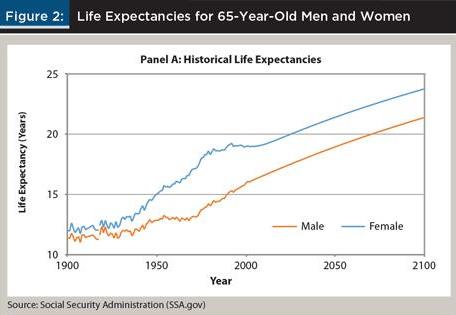 Figure 2: Life Expectancies for 65-Year-Old Men and Women
Panel A: Historical Life Expectancies
25
20
15
10
Life Expectancy (Years)
Male Female
1900 1950 2000 2050 2100
Year
Source: Social Security Administration (SSA.gov)